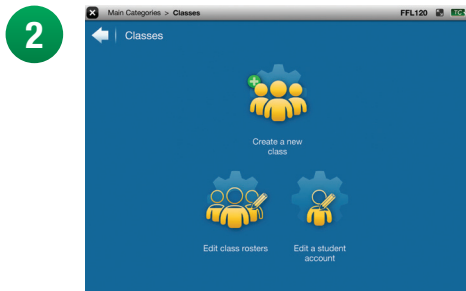 2
Main Categories > Classes
FFL120
Classes
Create a new
class
Edit class rosters
Edit a student
account